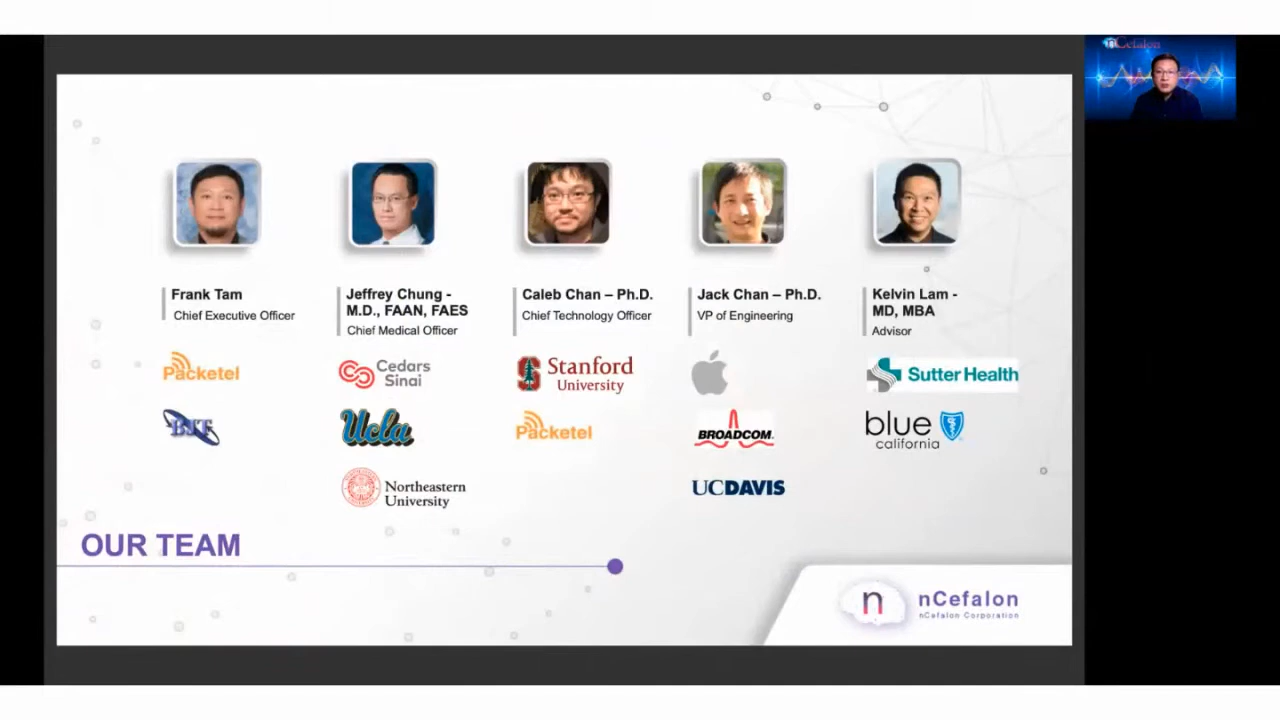 nCefalon
Frank Tam
Chief Executive Officer
Jeffrey Chung -
M.D., FAAN, FAES
Chief Medical Officer
Caleb Chan – Ph.D.
Chief Technology Officer
Jack Chan – Ph.D.
VP of Engineering
Kelvin Lam -
MD, MBA
Advisor
Packetel
Cedars
Sinai
Ucla
Northeastern
University
S
Stanford
University
Packetel
BROADCOM.
UCDAVIS
Sutter Health
blue
california
OUR TEAM
n
nCefalon
nCefalon Corporation